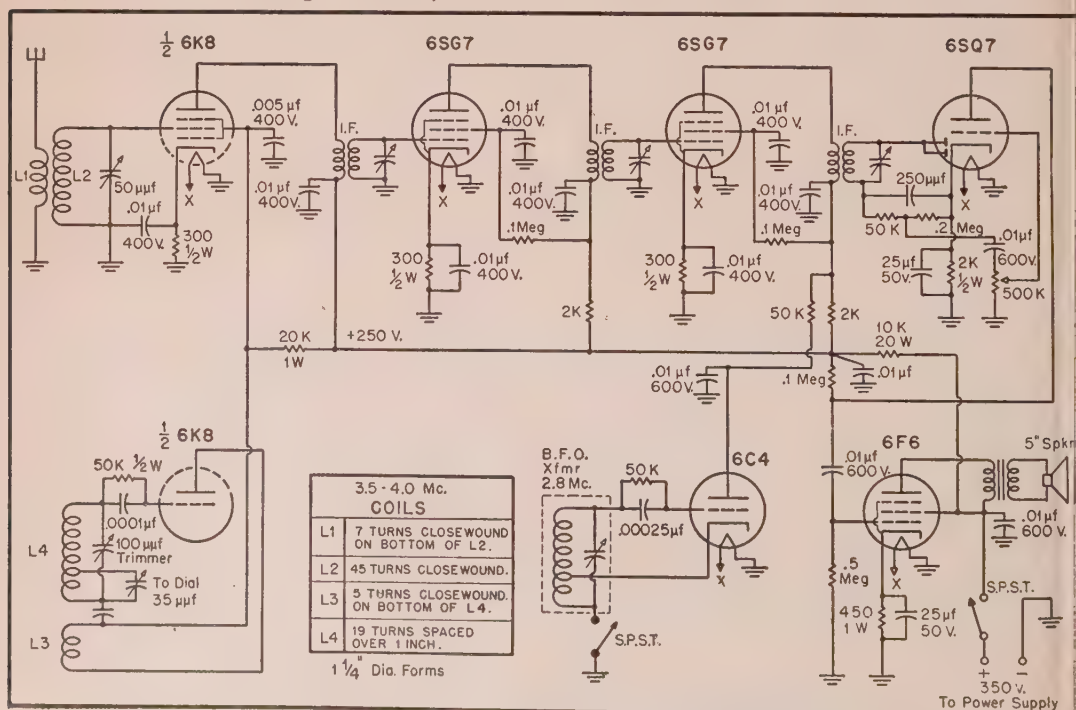 ½ 6K8
6SG7
6SG7
6SQ7
L1
L2
50 µµf
.01 µf
400 V.
X
300
½ W
.005 µf
400 V.
I.F.
.01 µf
400 V.
X
300
½ W
.01 µf
400 V.
.01 µf
400 V.
.1 Meg
I.F.
.01 µf
400 V.
2K
X
300
½ W
.01 µf
400 V.
.01 µf
400 V.
.1 Meg
I.F.
.01 µf
400 V.
50 K
2K
X
250 µµf
50 K
.2 Meg
25 µf
50 V.
2K
½ W
.01 µf
600 V.
500 K
20 K
1 W
+250 V.
10 K
20 W
.1 Meg
.01 µf
.01 µf
600 V.
½ 6K8
50K ½ W
.0001 µf
100 µµf
Trimmer
L4
To Dial
35 µµf
L3
3.5 - 4.0 Mc.
COILS
L1 7 TURNS CLOSEWOUND
ON BOTTOM OF L2.
L2 45 TURNS CLOSEWOUND.
L3 5 TURNS CLOSEWOUND.
ON BOTTOM OF L4.
L4 19 TURNS SPACED
OVER 1 INCH.
1 ¼" Dia. Forms
B.F.O.
Xfmr
2.8 Mc.
50 K
.00025 µf
6C4
X
S.P.S.T.
.01 µf
600 V.
6F6
5" Spkr
.5
Meg
X
450
1 W
25 µf
50 V.
.01 µf
600 V.
S.P.S.T.
+ −
350 V.
To Power Supply